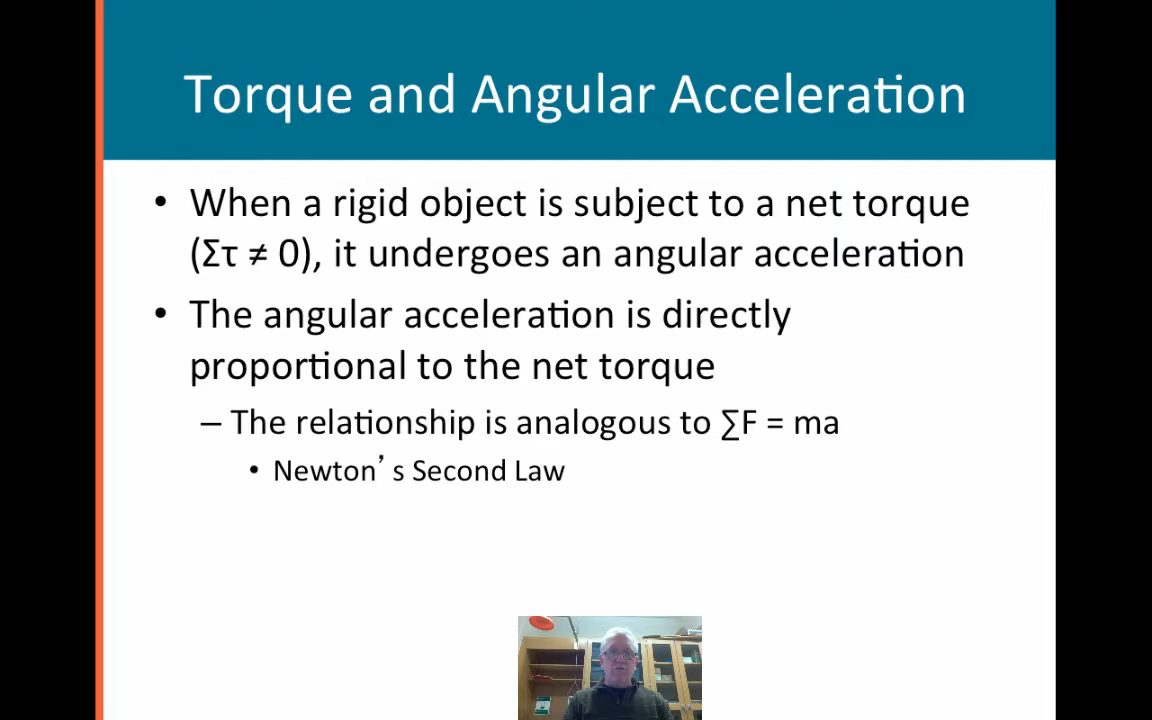 Torque and Angular Acceleration
• When a rigid object is subject to a net torque
(Στ ≠ 0), it undergoes an angular acceleration
• The angular acceleration is directly
proportional to the net torque
– The relationship is analogous to ∑F = ma
• Newton’s Second Law